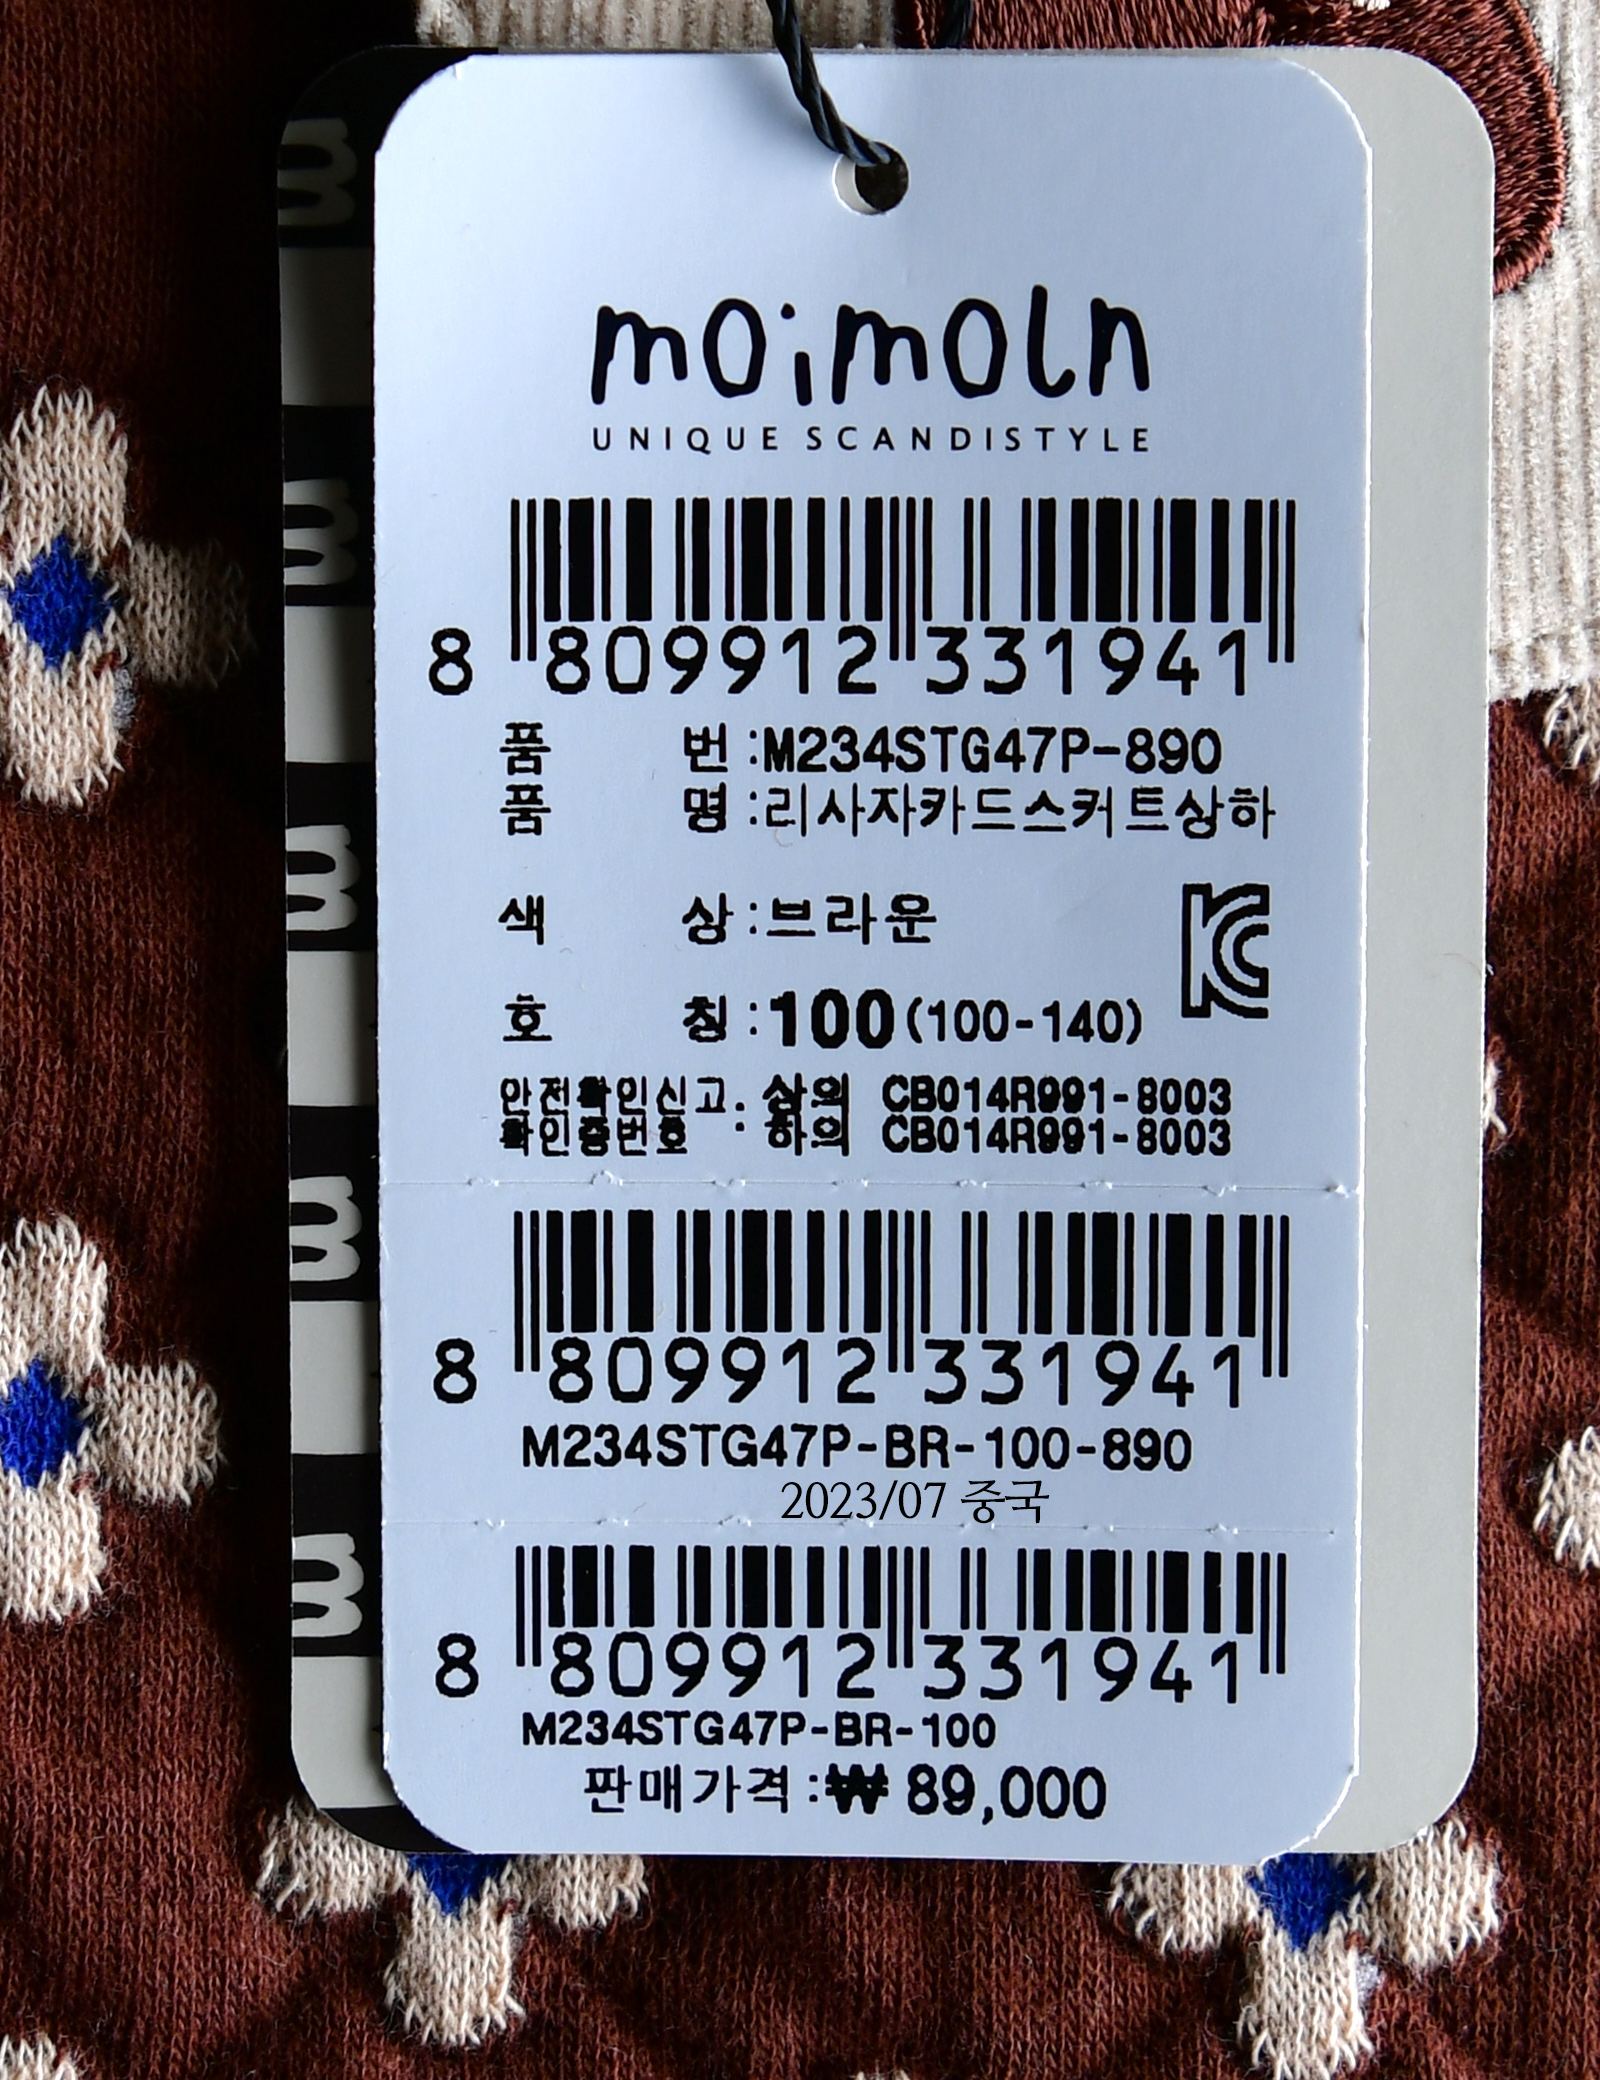 moimoln
UNIQUE SCANDISTYLE
8 809912 331941
품 번 :M234STG47P-890
품 명 :리사자카드스커트상하
색 상 :브라운
호 칭 :100(100-140)
안전확인신고 상의 CB014R991-8003
확인증번호 : 하의 CB014R991-8003
8 809912 331941
M234STG47P-BR-100-890
2023/07 중국
8 809912 331941
M234STG47P-BR-100
판매가격 :₩ 89,000